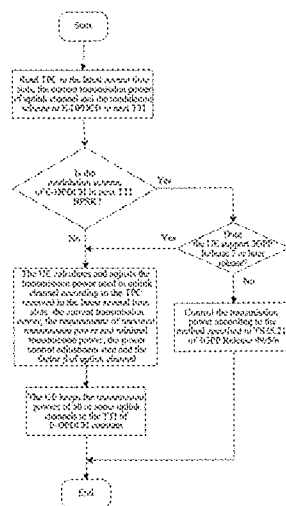 Start
Read TPC in the latest several time
slots, the current transmission power
of uplink channel and the modulation
scheme of E-DPDCH in next TTI
Is the
modulation scheme
of E-DPDCH in next TTI
BPSK?
Yes
No
Yes
Does
the UE support 3GPP
Release 7 or later
release?
No
The UE calculates and adjusts the
transmission power used in uplink
channel according to the TPC
received in the latest several time
slots, the current transmission
power, the requirements of maximal
transmission power and minimal
transmission power, the power
control adjustment step and the
factor β of uplink channel
Control the transmission
power according to the
method specified in TS25.21
of 3GPP Release 99/5/6
The UE keeps the transmission
power of all or some uplink
channels in the TTI of
E-DPDCH constant
End